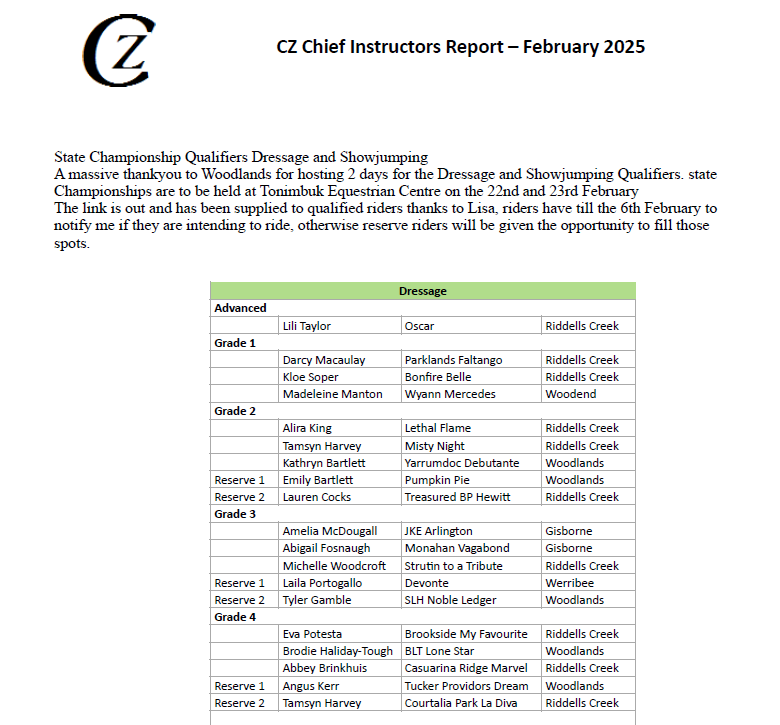 CZ
CZ Chief Instructors Report – February 2025
State Championship Qualifiers Dressage and Showjumping
A massive thankyou to Woodlands for hosting 2 days for the Dressage and Showjumping Qualifiers. state
Championships are to be held at Tonimbuk Equestrian Centre on the 22nd and 23rd February
The link is out and has been supplied to qualified riders thanks to Lisa, riders have till the 6th February to
notify me if they are intending to ride, otherwise reserve riders will be given the opportunity to fill those
spots.
Dressage
Advanced
Lili Taylor Oscar Riddells Creek
Grade 1
Darcy Macaulay Parklands Faltango Riddells Creek
Kloe Soper Bonfire Belle Riddells Creek
Madeleine Manton Wyann Mercedes Woodend
Grade 2
Alira King Lethal Flame Riddells Creek
Tamsyn Harvey Misty Night Riddells Creek
Kathryn Bartlett Yarrumdoc Debutante Woodlands
Reserve 1 Emily Bartlett Pumpkin Pie Woodlands
Reserve 2 Lauren Cocks Treasured BP Hewitt Riddells Creek
Grade 3
Amelia McDougall JKE Arlington Gisborne
Abigail Fosnaugh Monahan Vagabond Gisborne
Michelle Woodcroft Strutin to a Tribute Riddells Creek
Reserve 1 Laila Portogallo Devonte Werribee
Reserve 2 Tyler Gamble SLH Noble Ledger Woodlands
Grade 4
Eva Potesta Brookside My Favourite Riddells Creek
Brodie Haliday-Tough BLT Lone Star Woodlands
Abbey Brinkhuis Casuarina Ridge Marvel Riddells Creek
Reserve 1 Angus Kerr Tucker Providors Dream Woodlands
Reserve 2 Tamsyn Harvey Courtalia Park La Diva Riddells Creek